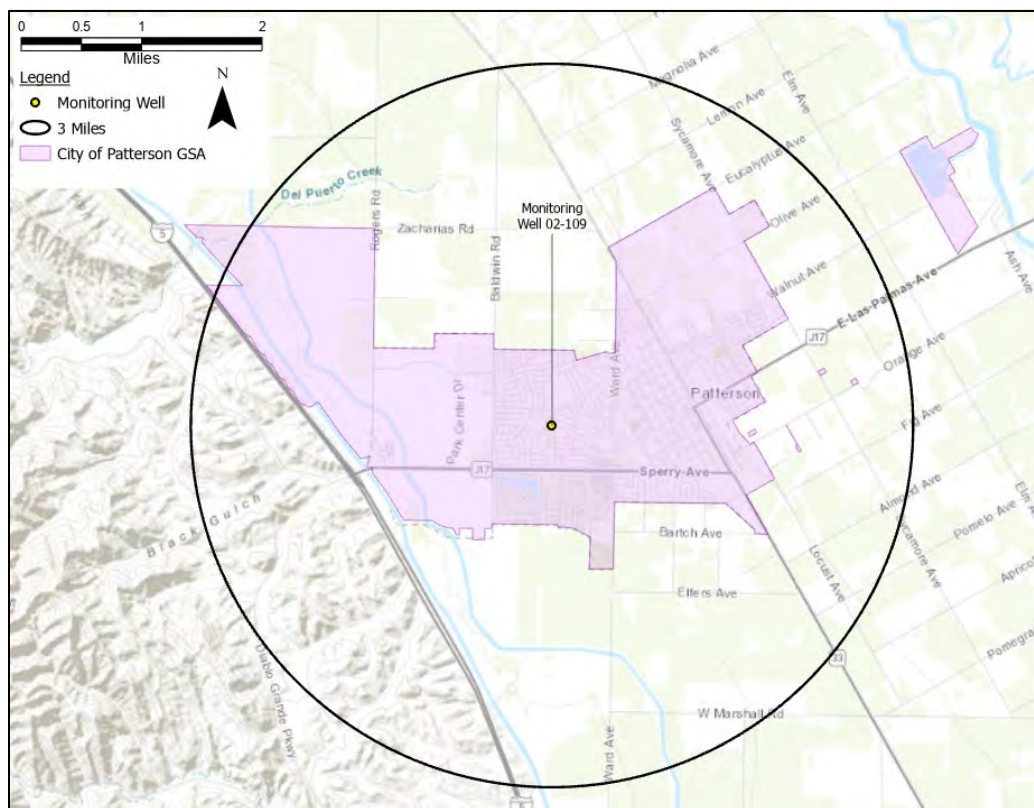 0 0.5 1 2
Miles
Legend
N
Monitoring Well
3 Miles
City of Patterson GSA
Magnolia Ave
Lemon Ave
Elm Ave
Sycamore Ave
Eucalyptus Ave
Del Puerto Creek
Rogers Rd
Zacharias Rd
Baldwin Rd
Monitoring
Well 02-109
Olive Ave
5
Walnut Ave
E-Las-Palmas-Ave
Ash Ave
J17
Orange Ave
Ward Ave
Park Center Dr
Patterson
Fig Ave
J17
Sperry-Ave
Almond Ave
Elm
Black Gulch
Bartch Ave
Pomelo Ave
Locust Ave
Sycamore Ave
Apric
Elfers Ave
Pomegra
33
Diablo Grande Pkwy
W Marshall Rd
Ward Ave
5